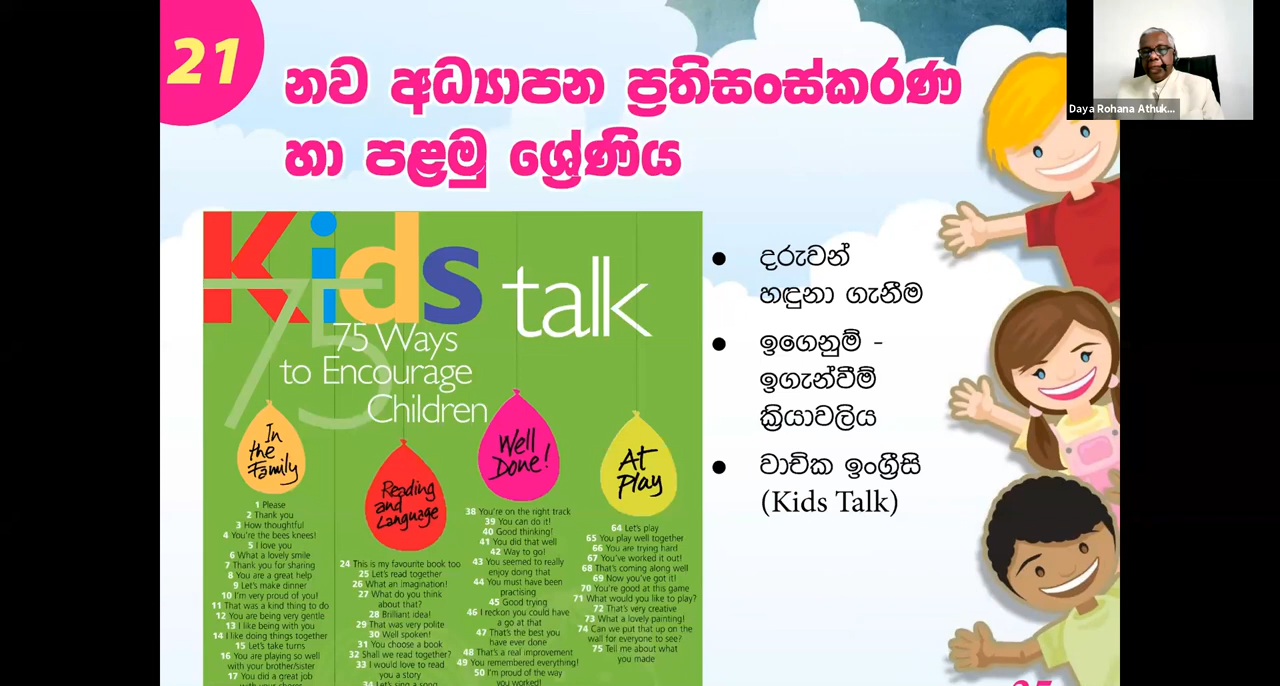 21
නව අධ්‍යාපන ප්‍රතිසංස්කරණ
හා පළමු ශ්‍රේණිය
Daya Rohana Athuk...
Kids talk
75
75 Ways
to Encourage
Children
In
the
Family
1 Please
2 Thank you
3 How thoughtful
4 You're the bees knees!
5 I love you
6 What a lovely smile
7 Thank you for sharing
8 You are a great help
9 Let's make dinner
10 I'm very proud of you!
11 That was a kind thing to do
12 You are being very gentle
13 I like being with you
14 I like doing things together
15 Let's take turns
16 You are playing so well
with your brother/sister
17 You did a great job
with your chores
Reading
and
Language
24 This is my favourite book too
25 Let's read together
26 What an imagination!
27 What do you think
about that?
28 Brilliant idea!
29 That was very polite
30 Well spoken!
31 You choose a book
32 Shall we read together?
33 I would love to read
you a story
34 Let's sing a song
Well
Done!
38 You're on the right track
39 You can do it!
40 Good thinking!
41 You did that well
42 Way to go!
43 You seemed to really
enjoy doing that
44 You must have been
practising
45 Good trying
46 I reckon you could have
a go at that
47 That's the best you
have ever done
48 That's a real improvement
49 You remembered everything!
50 I'm proud of the way
you worked!
At
Play
64 Let's play
65 You play well together
66 You are trying hard
67 You've worked it out!
68 That's coming along well
69 Now you've got it!
70 You're good at this game
71 What would you like to play?
72 That's very creative
73 What a lovely painting!
74 Can we put that up on the
wall for everyone to see?
75 Tell me about what
you made
● දරුවන්
හඳුනා ගැනීම
● ඉගෙනුම් -
ඉගැන්වීම්
ක්‍රියාවලිය
● වාචික ඉංග්‍රීසි
(Kids Talk)